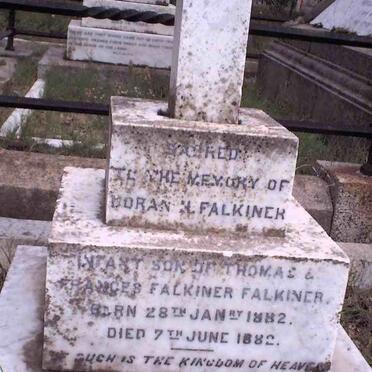 SACRED
TO THE MEMORY OF
DORAN N. FALKINER
INFANT SON OF THOMAS &
FRANCES FALKINER FALKINER.
BORN 28TH JANRY 1882.
DIED 7TH JUNE 1882.
SUCH IS THE KINGDOM OF HEAVEN